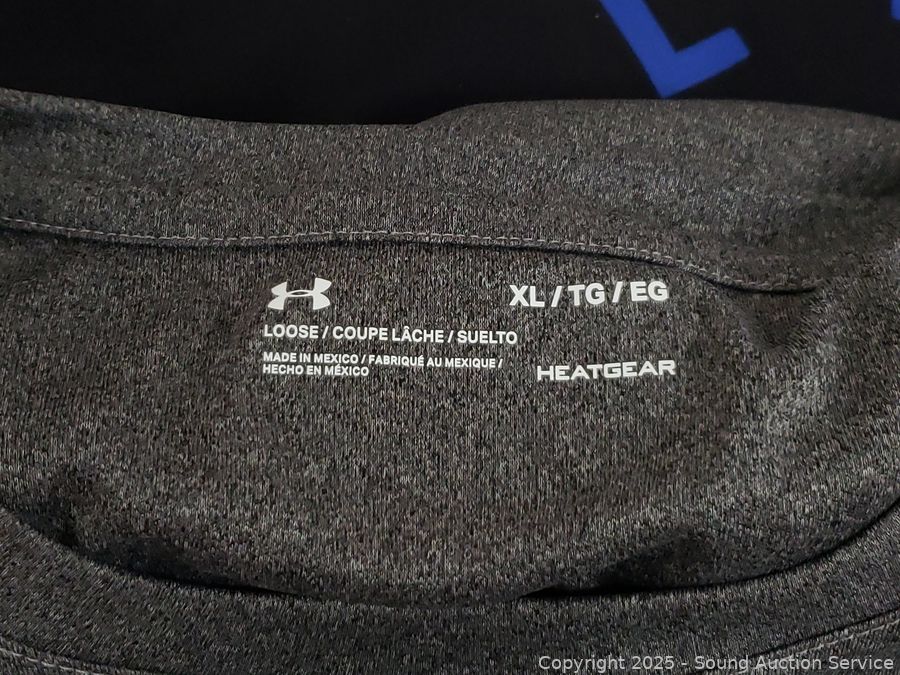 XL / TG / EG
LOOSE / COUPE LÂCHE / SUELTO
MADE IN MEXICO / FABRIQUÉ AU MEXIQUE /
HECHO EN MÉXICO
HEATGEAR
Copyright 2025 - Sound Auction Service